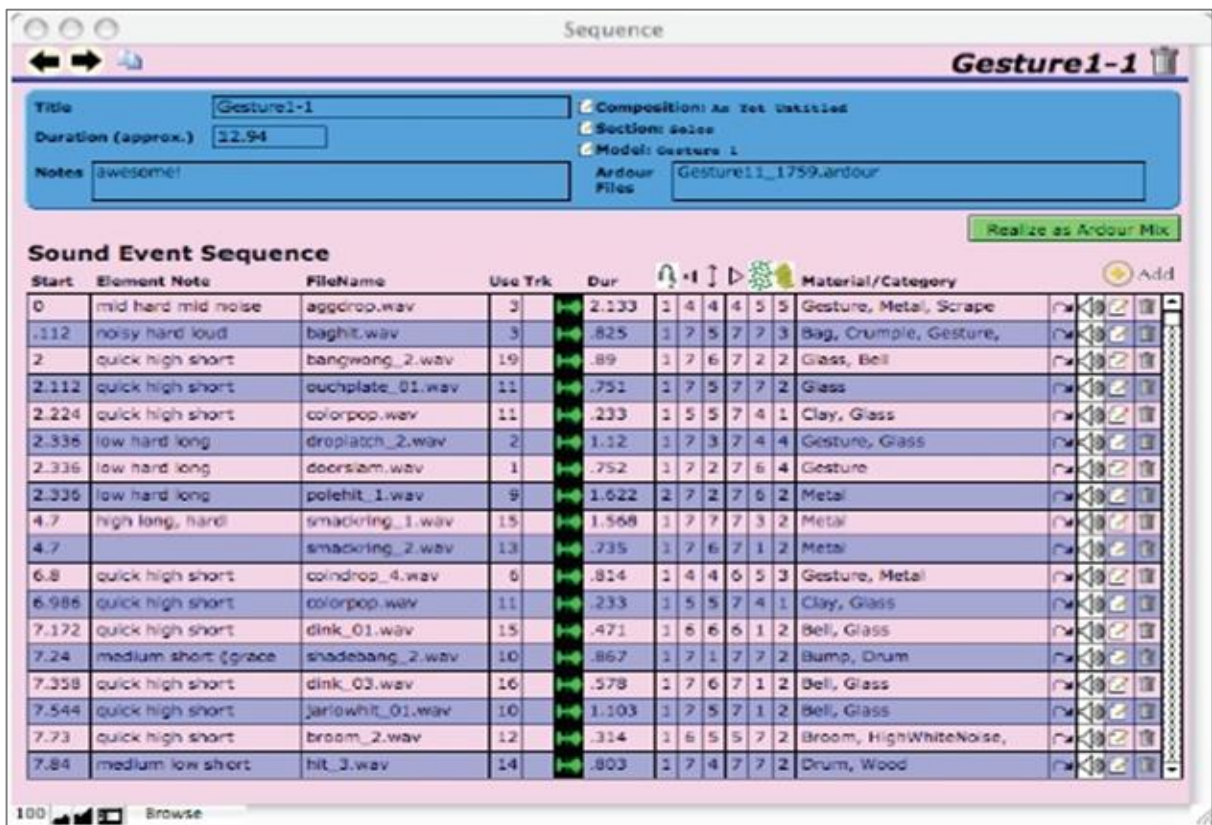 Sequence
Gesture1-1
Title Gesture1-1
Composition: As Yet Untitled
Duration (approx.) 12.94
Section: Solos
Model: Gesture 1
Notes awesome!
Ardour Files Gesture11_1759.ardour
Realize as Ardour Mix
Sound Event Sequence
Start Element Note FileName Use Trk Dur Material/Category Add
0 mid hard mid noise aggdrop.wav 3 2.133 1 4 4 4 5 5 Gesture, Metal, Scrape
.112 noisy hard loud baghit.wav 3 .825 1 7 5 7 7 3 Bag, Crumple, Gesture,
2 quick high short bangwong_2.wav 19 .89 1 7 6 7 2 2 Glass, Bell
2.112 quick high short ouchplate_01.wav 11 .751 1 7 5 7 7 2 Glass
2.224 quick high short colorpop.wav 11 .233 1 5 5 7 4 1 Clay, Glass
2.336 low hard long droplatch_2.wav 2 1.12 1 7 3 7 4 4 Gesture, Glass
2.336 low hard long doorslam.wav 1 .752 1 7 2 7 6 4 Gesture
2.336 low hard long polehit_1.wav 9 1.622 2 7 2 7 6 2 Metal
4.7 high long, hard! smackring_1.wav 15 1.568 1 7 7 7 3 2 Metal
4.7 smackring_2.wav 13 .735 1 7 6 7 1 2 Metal
6.8 quick high short coindrop_4.wav 6 .814 1 4 4 6 5 3 Gesture, Metal
6.986 quick high short colorpop.wav 11 .233 1 5 5 7 4 1 Clay, Glass
7.172 quick high short dink_01.wav 15 .471 1 6 6 6 1 2 Bell, Glass
7.24 medium short (grace shadebang_2.wav 10 .867 1 7 1 7 7 2 Bump, Drum
7.358 quick high short dink_03.wav 16 .578 1 7 6 7 1 2 Bell, Glass
7.544 quick high short jarlowhit_01.wav 10 1.103 1 7 5 7 1 2 Bell, Glass
7.73 quick high short broom_2.wav 12 .314 1 6 5 5 7 2 Broom, HighWhiteNoise,
7.84 medium low short hit_3.wav 14 .803 1 7 4 7 7 2 Drum, Wood
100 Browse